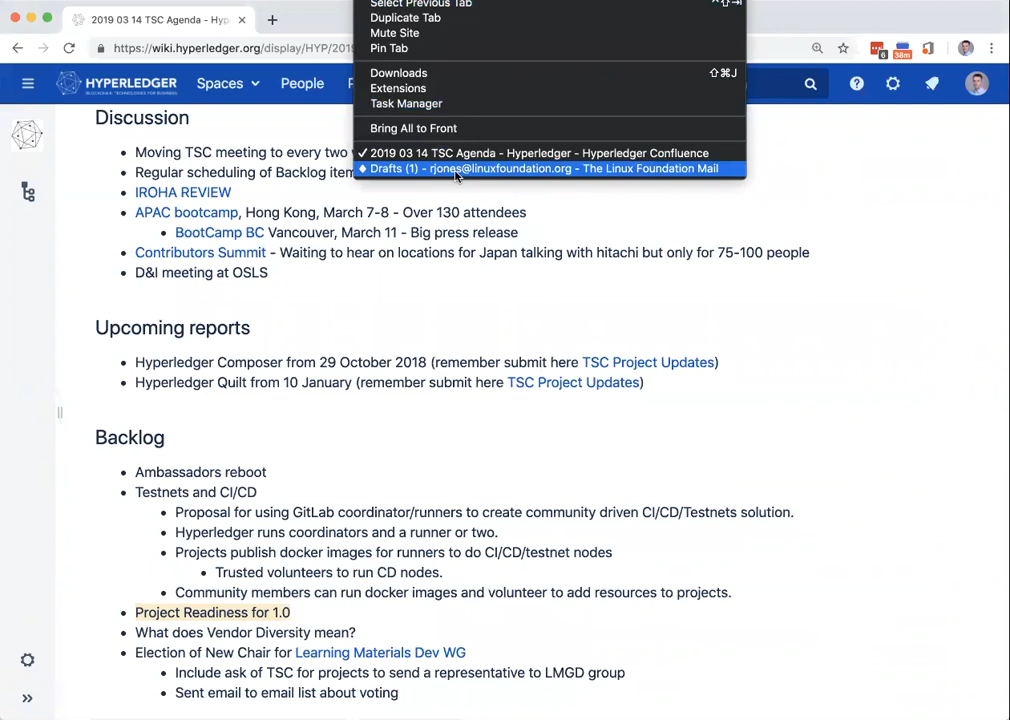 Select Previous Tab ⌃⇧⇥
2019 03 14 TSC Agenda - Hyp
Duplicate Tab
Mute Site
https://wiki.hyperledger.org/display/HYP/2019
Pin Tab
6
38m
Downloads ⇧⌘J
HYPERLEDGER
BLOCKCHAIN TECHNOLOGIES FOR BUSINESS
Spaces
People
Extensions
Task Manager
Bring All to Front
✓ 2019 03 14 TSC Agenda - Hyperledger - Hyperledger Confluence
Drafts (1) - rjones@linuxfoundation.org - The Linux Foundation Mail
Discussion
Moving TSC meeting to every two
Regular scheduling of Backlog
IROHA REVIEW
APAC bootcamp, Hong Kong, March 7-8 - Over 130 attendees
BootCamp BC Vancouver, March 11 - Big press release
Contributors Summit - Waiting to hear on locations for Japan talking with hitachi but only for 75-100 people
D&I meeting at OSLS
Upcoming reports
Hyperledger Composer from 29 October 2018 (remember submit here TSC Project Updates)
Hyperledger Quilt from 10 January (remember submit here TSC Project Updates)
Backlog
Ambassadors reboot
Testnets and CI/CD
Proposal for using GitLab coordinator/runners to create community driven CI/CD/Testnets solution.
Hyperledger runs coordinators and a runner or two.
Projects publish docker images for runners to do CI/CD/testnet nodes
Trusted volunteers to run CD nodes.
Community members can run docker images and volunteer to add resources to projects.
Project Readiness for 1.0
What does Vendor Diversity mean?
Election of New Chair for Learning Materials Dev WG
Include ask of TSC for projects to send a representative to LMGD group
Sent email to email list about voting